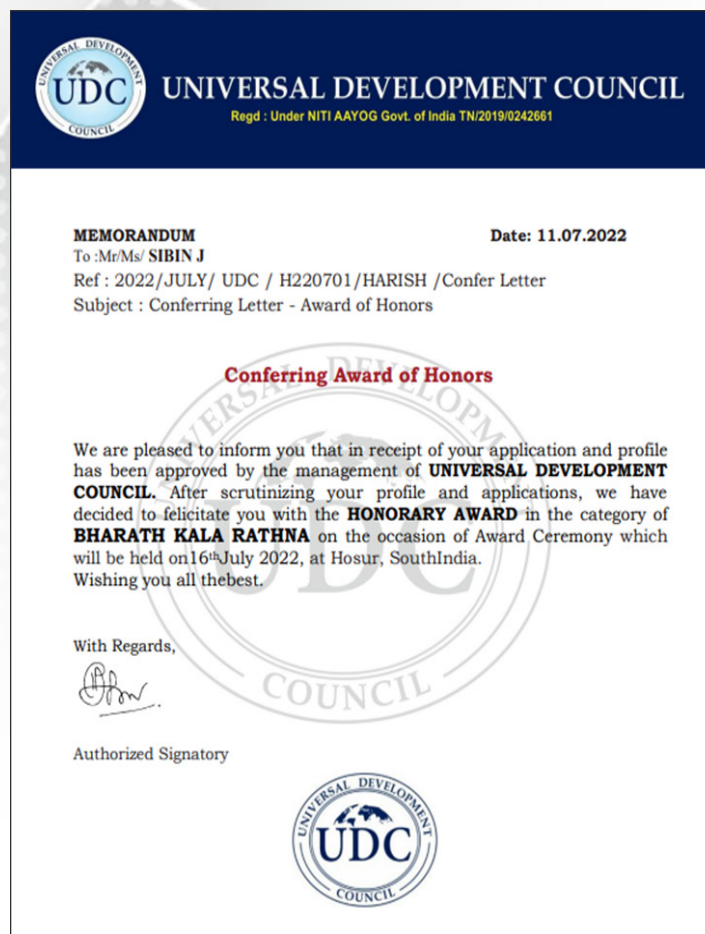 UNIVERSAL DEVELOPMENT
UDC
COUNCIL
UNIVERSAL DEVELOPMENT COUNCIL
Regd : Under NITI AAYOG Govt. of India TN/2019/0242661
MEMORANDUM Date: 11.07.2022
To :Mr/Ms/ SIBIN J
Ref : 2022/JULY/ UDC / H220701/HARISH /Confer Letter
Subject : Conferring Letter - Award of Honors
UNIVERSAL DEVELOPMENT
Conferring Award of Honors
We are pleased to inform you that in receipt of your application and profile
has been approved by the management of UNIVERSAL DEVELOPMENT
COUNCIL. After scrutinizing your profile and applications, we have
decided to felicitate you with the HONORARY AWARD in the category of
BHARATH KALA RATHNA on the occasion of Award Ceremony which
will be held on16thJuly 2022, at Hosur, SouthIndia.
Wishing you all thebest.
UDC
With Regards,
COUNCIL
Authorized Signatory
UNIVERSAL DEVELOPMENT
UDC
COUNCIL